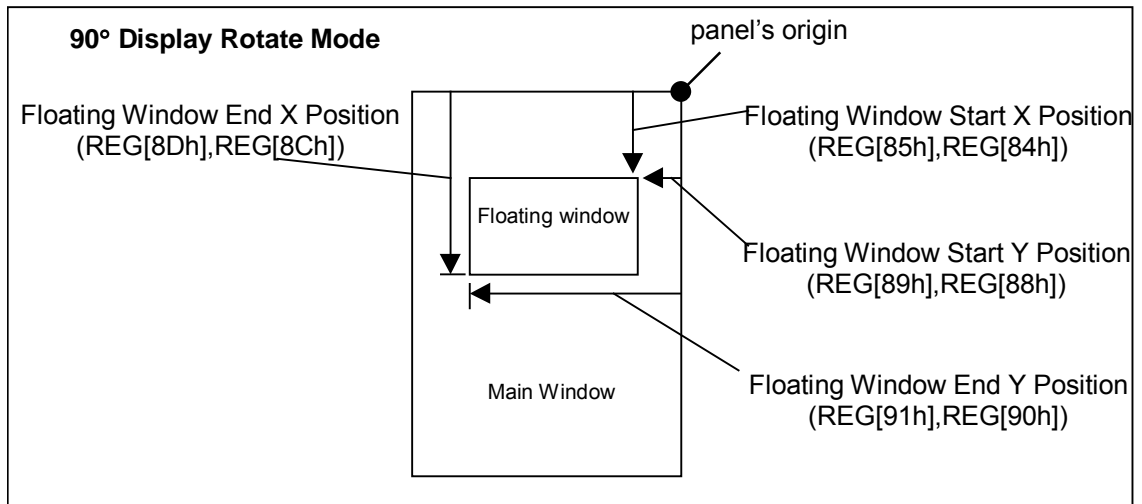 90° Display Rotate Mode
panel's origin
Floating Window End X Position
(REG[8Dh],REG[8Ch])
Floating Window Start X Position
(REG[85h],REG[84h])
Floating window
Floating Window Start Y Position
(REG[89h],REG[88h])
Main Window
Floating Window End Y Position
(REG[91h],REG[90h])